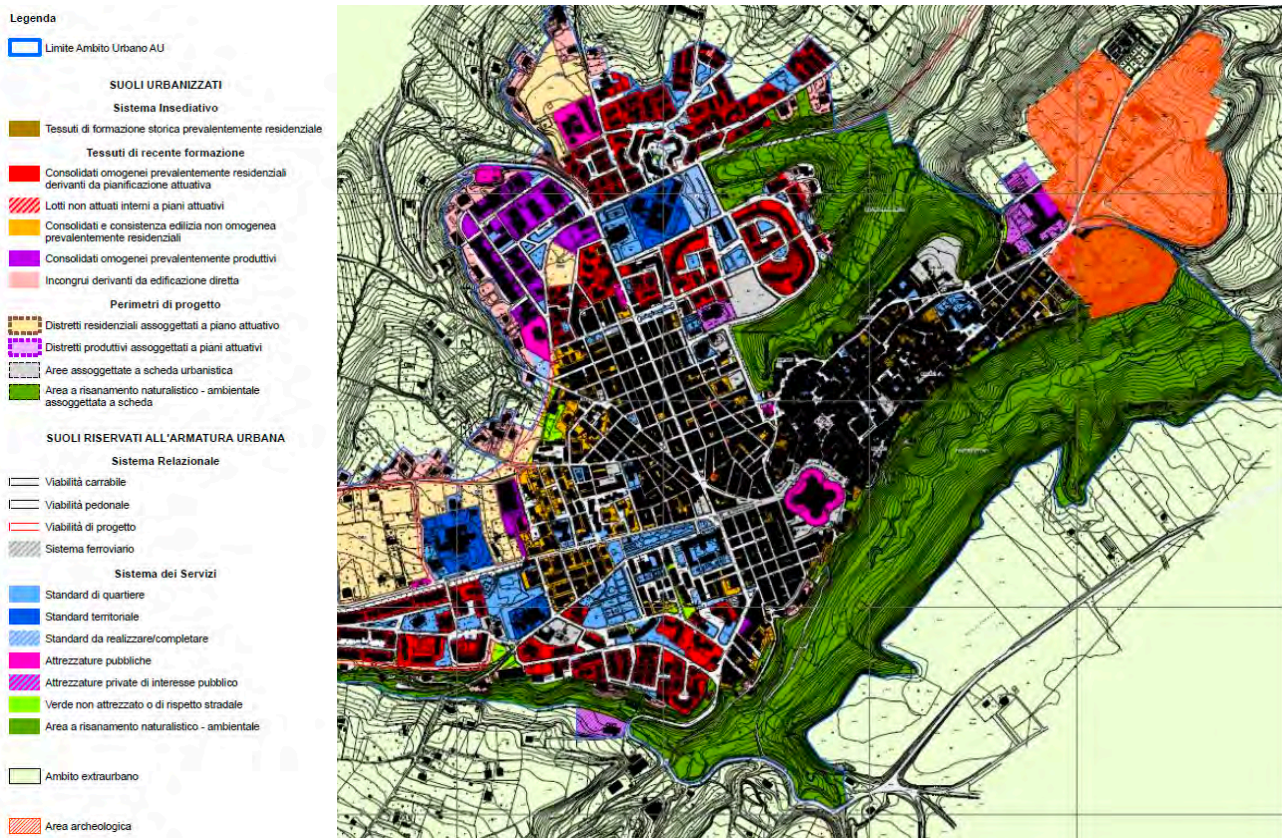 Legenda
Limite Ambito Urbano AU
SUOLI URBANIZZATI
Sistema Insediativo
Tessuti di formazione storica prevalentemente residenziale
Tessuti di recente formazione
Consolidati omogenei prevalentemente residenziali
derivanti da pianificazione attuativa
Lotti non attuati interni a piani attuativi
Consolidati e consistenza edilizia non omogenea
prevalentemente residenziali
Consolidati omogenei prevalentemente produttivi
Incongrui derivanti da edificazione diretta
Perimetri di progetto
Distretti residenziali assoggettati a piano attuativo
Distretti produttivi assoggettati a piani attuativi
Aree assoggettate a scheda urbanistica
Area a risanamento naturalistico - ambientale
assoggettata a scheda
SUOLI RISERVATI ALL'ARMATURA URBANA
Sistema Relazionale
Viabilità carrabile
Viabilità pedonale
Viabilità di progetto
Sistema ferroviario
Sistema dei Servizi
Standard di quartiere
Standard territoriale
Standard da realizzare/completare
Attrezzature pubbliche
Attrezzature private di interesse pubblico
Verde non attrezzato o di rispetto stradale
Area a risanamento naturalistico - ambientale
Ambito extraurbano
Area archeologica